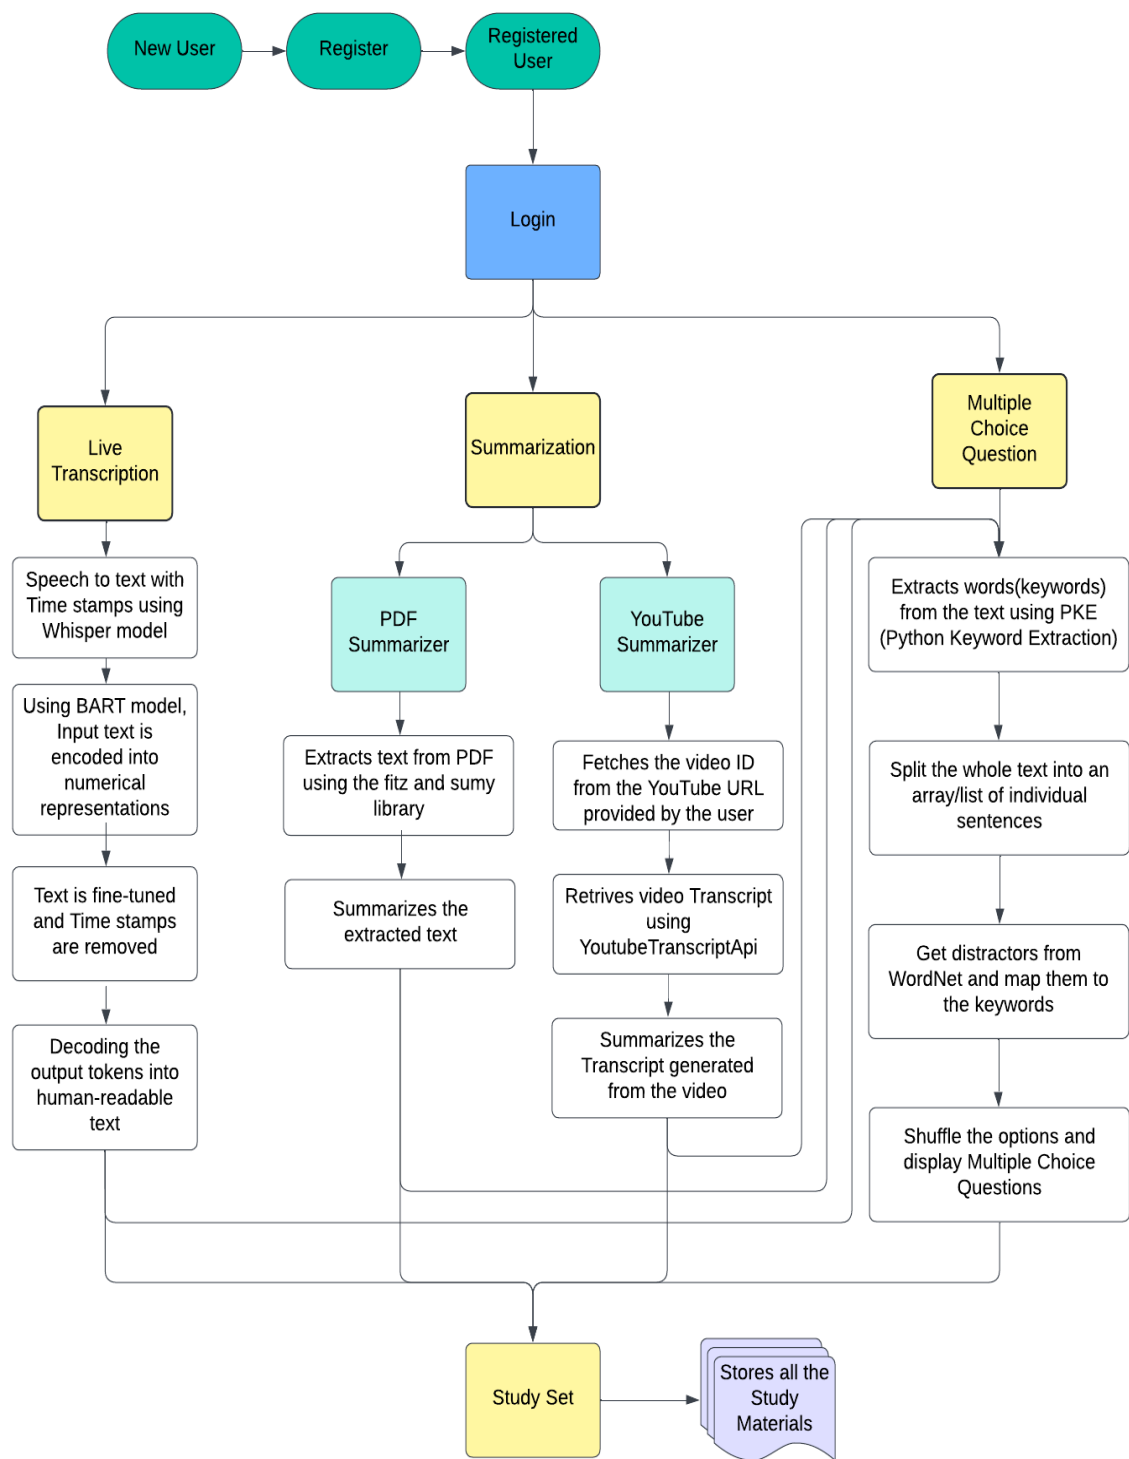 New User
Register
Registered
User
Login
Live
Transcription
Summarization
Multiple
Choice
Question
Speech to text with
Time stamps using
Whisper model
Using BART model,
Input text is
encoded into
numerical
representations
Text is fine-tuned
and Time stamps
are removed
Decoding the
output tokens into
human-readable
text
PDF
Summarizer
Extracts text from PDF
using the fitz and sumy
library
Summarizes the
extracted text
YouTube
Summarizer
Fetches the video ID
from the YouTube URL
provided by the user
Retrives video Transcript
using
YoutubeTranscriptApi
Summarizes the
Transcript generated
from the video
Extracts words(keywords)
from the text using PKE
(Python Keyword Extraction)
Split the whole text into an
array/list of individual
sentences
Get distractors from
WordNet and map them to
the keywords
Shuffle the options and
display Multiple Choice
Questions
Study Set
Stores all the
Study
Materials